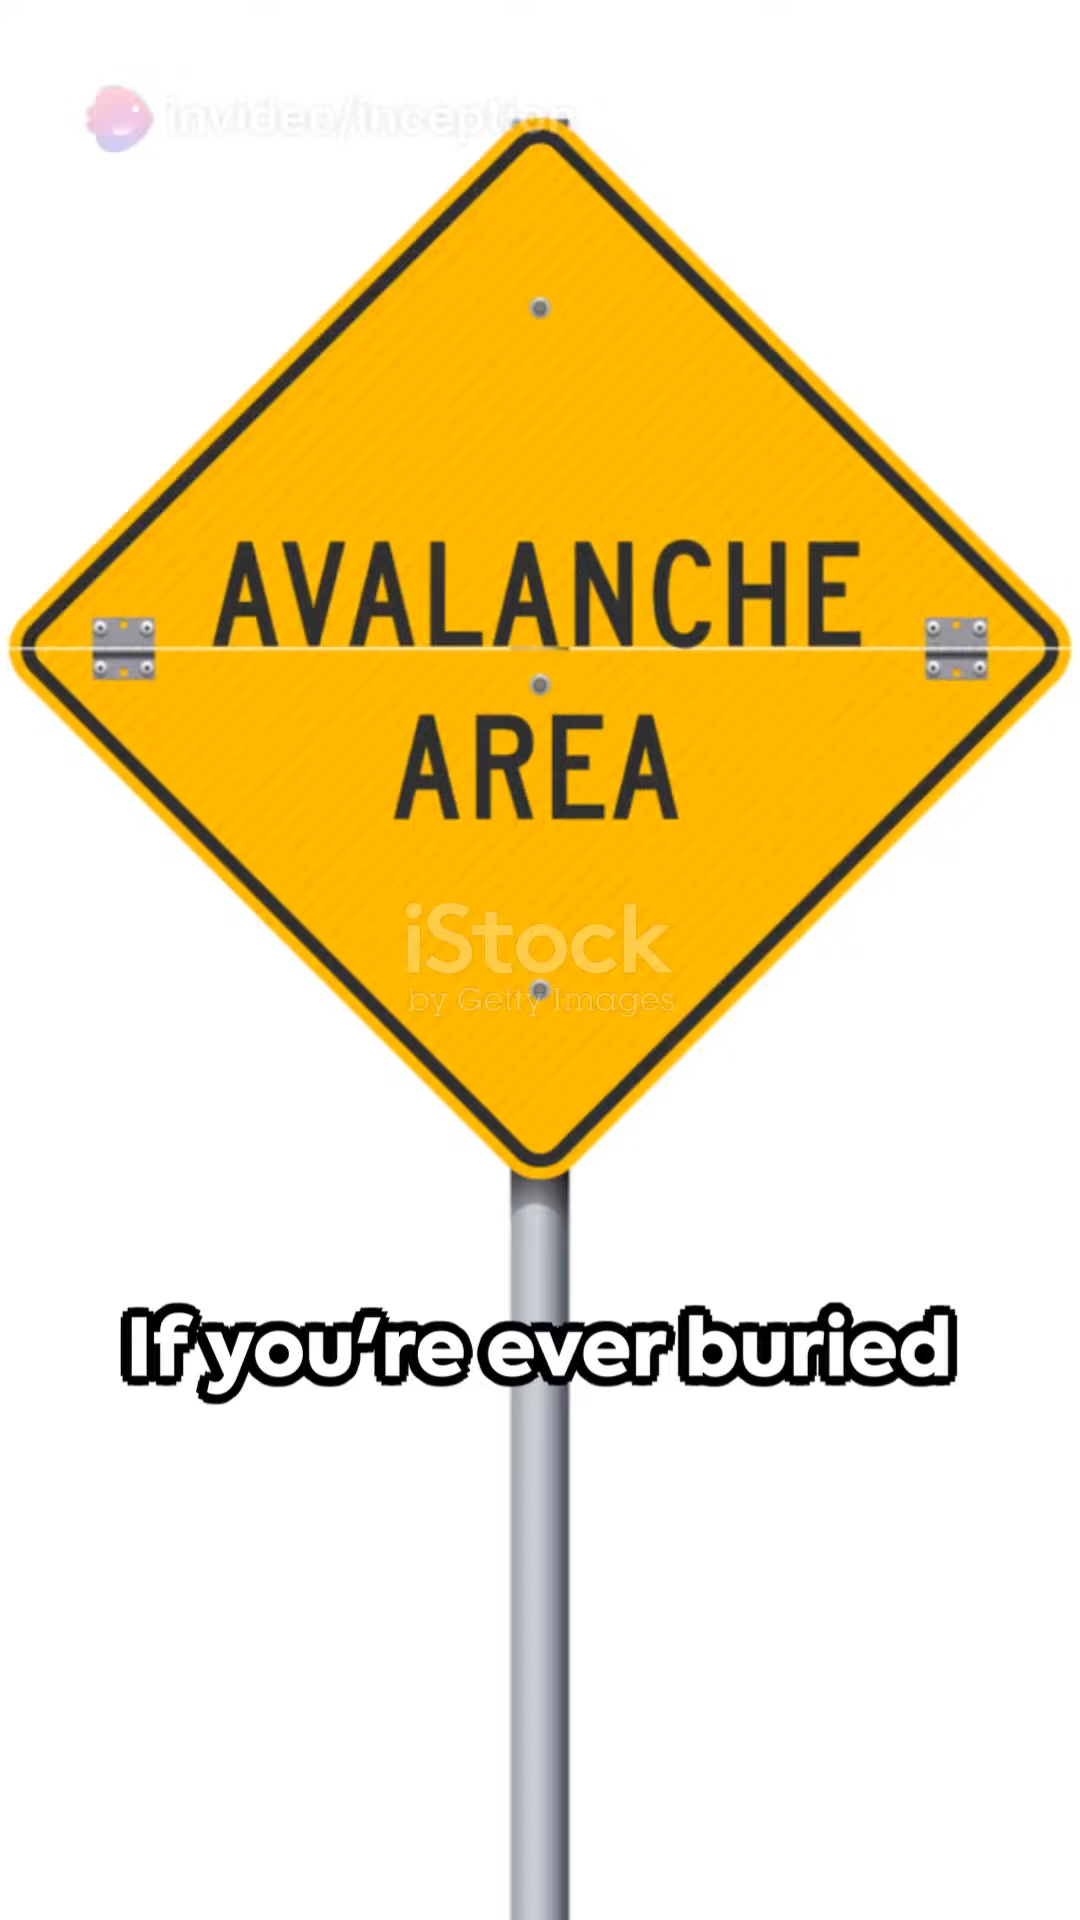 invideo/inception
AVALANCHE
AREA
iStock
by Getty Images
If you're ever buried